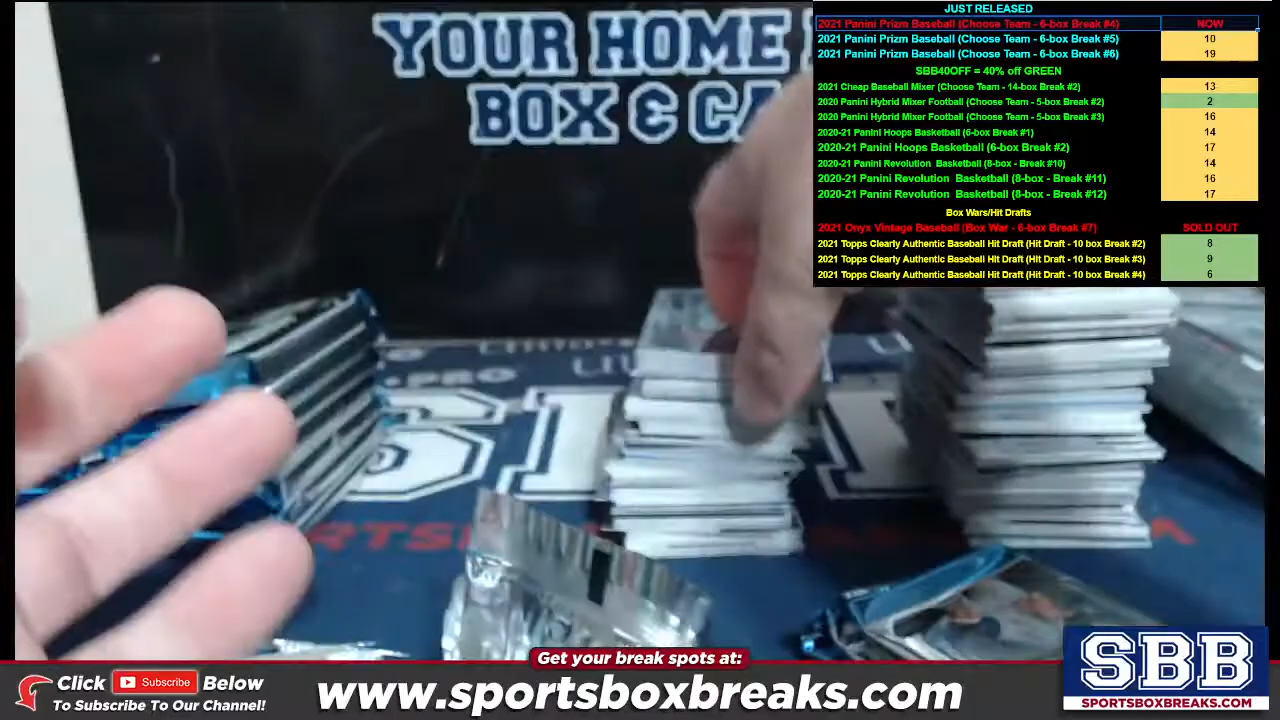 YOUR HOME
BOX & CA
JUST RELEASED
2021 Panini Prizm Baseball (Choose Team - 6-box Break #4) NOW
2021 Panini Prizm Baseball (Choose Team - 6-box Break #5) 10
2021 Panini Prizm Baseball (Choose Team - 6-box Break #6) 19
SBB40OFF = 40% off GREEN
2021 Cheap Baseball Mixer (Choose Team - 14-box Break #2) 13
2020 Panini Hybrid Mixer Football (Choose Team - 5-box Break #2) 2
2020 Panini Hybrid Mixer Football (Choose Team - 5-box Break #3) 16
2020-21 Panini Hoops Basketball (6-box Break #1) 14
2020-21 Panini Hoops Basketball (6-box Break #2) 17
2020-21 Panini Revolution Basketball (8-box - Break #10) 14
2020-21 Panini Revolution Basketball (8-box - Break #11) 16
2020-21 Panini Revolution Basketball (8-box - Break #12) 17
Box Wars/Hit Drafts
2021 Onyx Vintage Baseball (Box War - 6-box Break #7) SOLD OUT
2021 Topps Clearly Authentic Baseball Hit Draft (Hit Draft - 10 box Break #2) 8
2021 Topps Clearly Authentic Baseball Hit Draft (Hit Draft - 10 box Break #3) 9
2021 Topps Clearly Authentic Baseball Hit Draft (Hit Draft - 10 box Break #4) 6
Get your break spots at:
Click Subscribe Below
To Subscribe To Our Channel!
www.sportsboxbreaks.com
SBB
SPORTSBOXBREAKS.COM